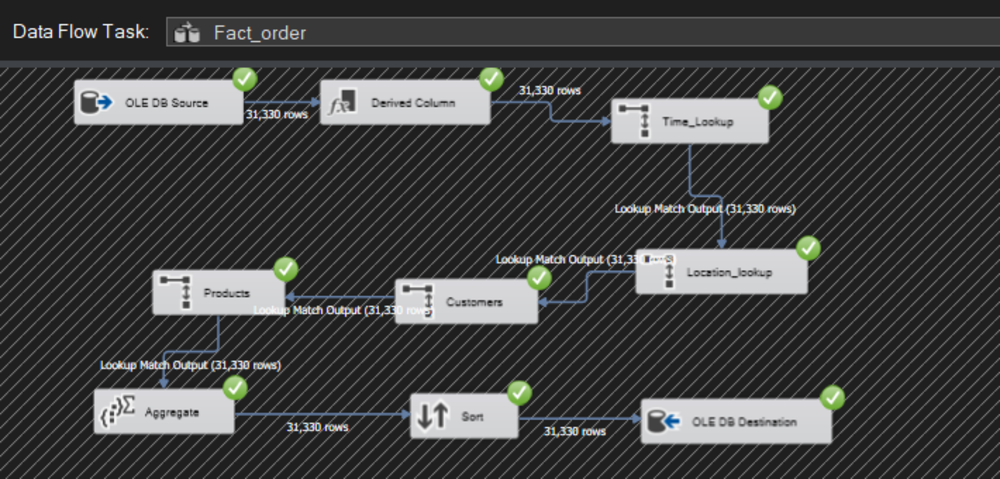 Data Flow Task: Fact_order
OLE DB Source
31,330 rows
Derived Column
31,330 rows
Time_Lookup
Lookup Match Output (31,330 rows)
Location_lookup
Lookup Match Output (31,33 rows)
Customers
Lookup Match Output (31,330 rows)
Products
Lookup Match Output (31,330 rows)
Aggregate
31,330 rows
Sort
31,330 rows
OLE DB Destination